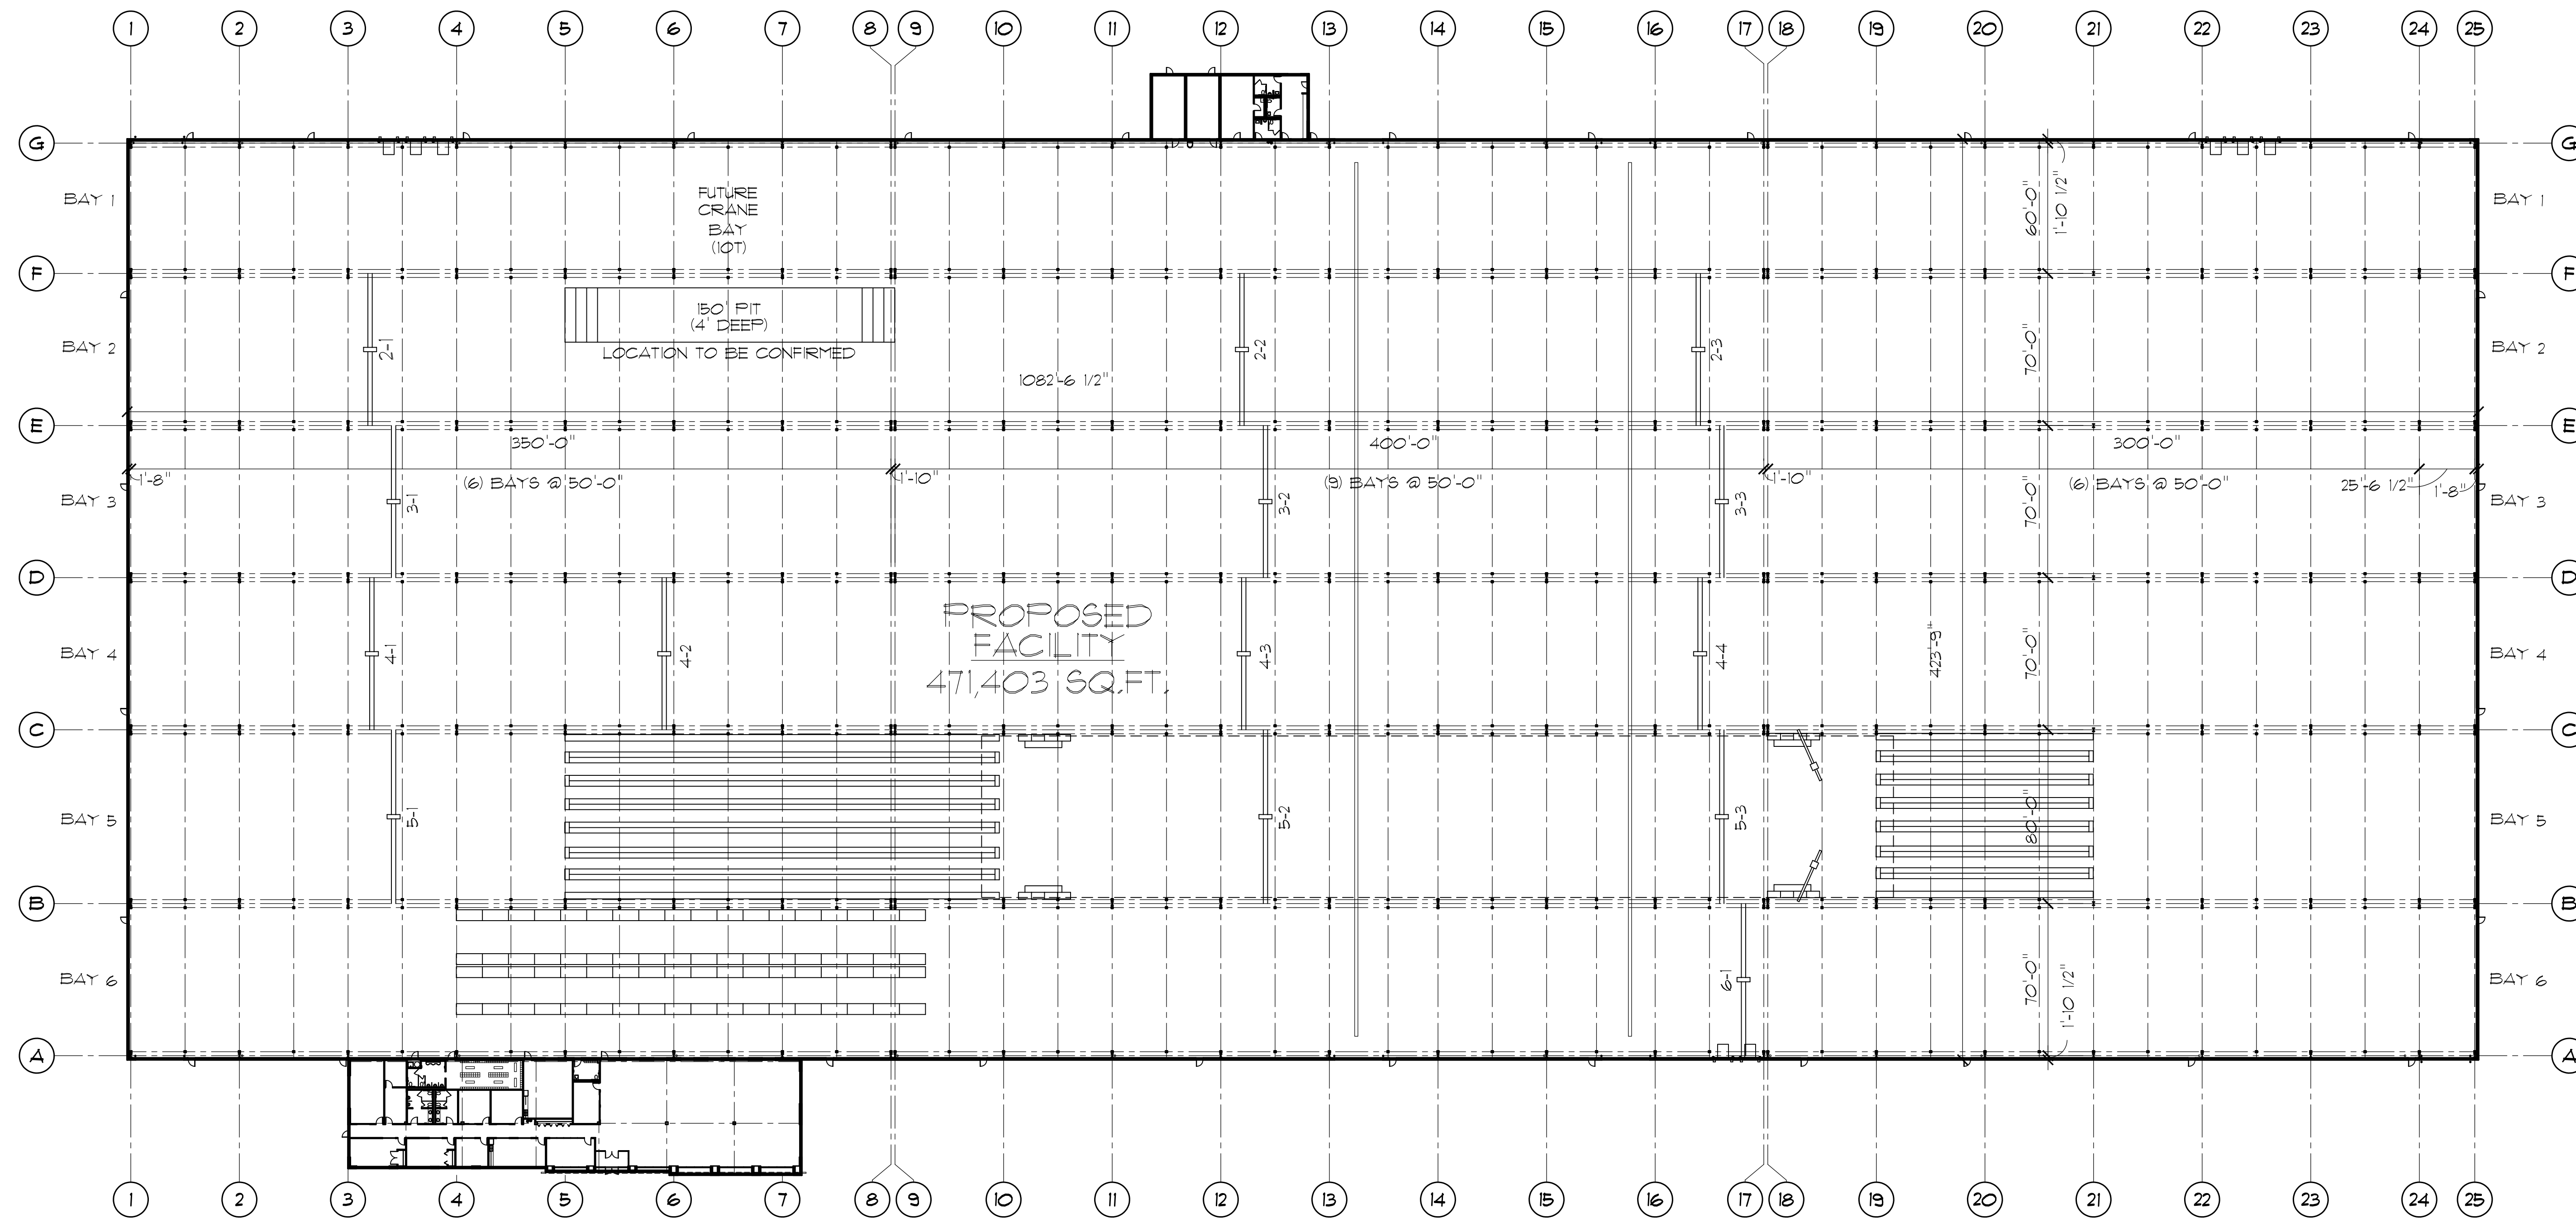 1 2 3 4 5 6 7 8 9 10 11 12 13 14 15 16 17 18 19 20 21 22 23 24 25
G G
BAY 1 BAY 1
FUTURE
CRANE
BAY
(10T)
60'-0"
1'-10 1/2"
F F
150' PIT
(4' DEEP)
LOCATION TO BE CONFIRMED
BAY 2 2-1 2-2 2-3 70'-0" BAY 2
1082'-6 1/2"
E E
350'-0" 400'-0" 300'-0"
1'-8" (6) BAYS @ 50'-0" 1'-10" (9) BAYS @ 50'-0" 1'-10" (6) BAYS @ 50'-0" 25'-6 1/2" 1'-8"
BAY 3 3-1 3-2 3-3 70'-0" BAY 3
D D
PROPOSED
FACILITY
471,403 SQ.FT.
BAY 4 4-1 4-2 4-3 4-4 423'-9" 70'-0" BAY 4
C C
BAY 5 5-1 5-2 5-3 80'-0" BAY 5
B B
BAY 6 6-1 70'-0" 1'-10 1/2" BAY 6
A A
1 2 3 4 5 6 7 8 9 10 11 12 13 14 15 16 17 18 19 20 21 22 23 24 25